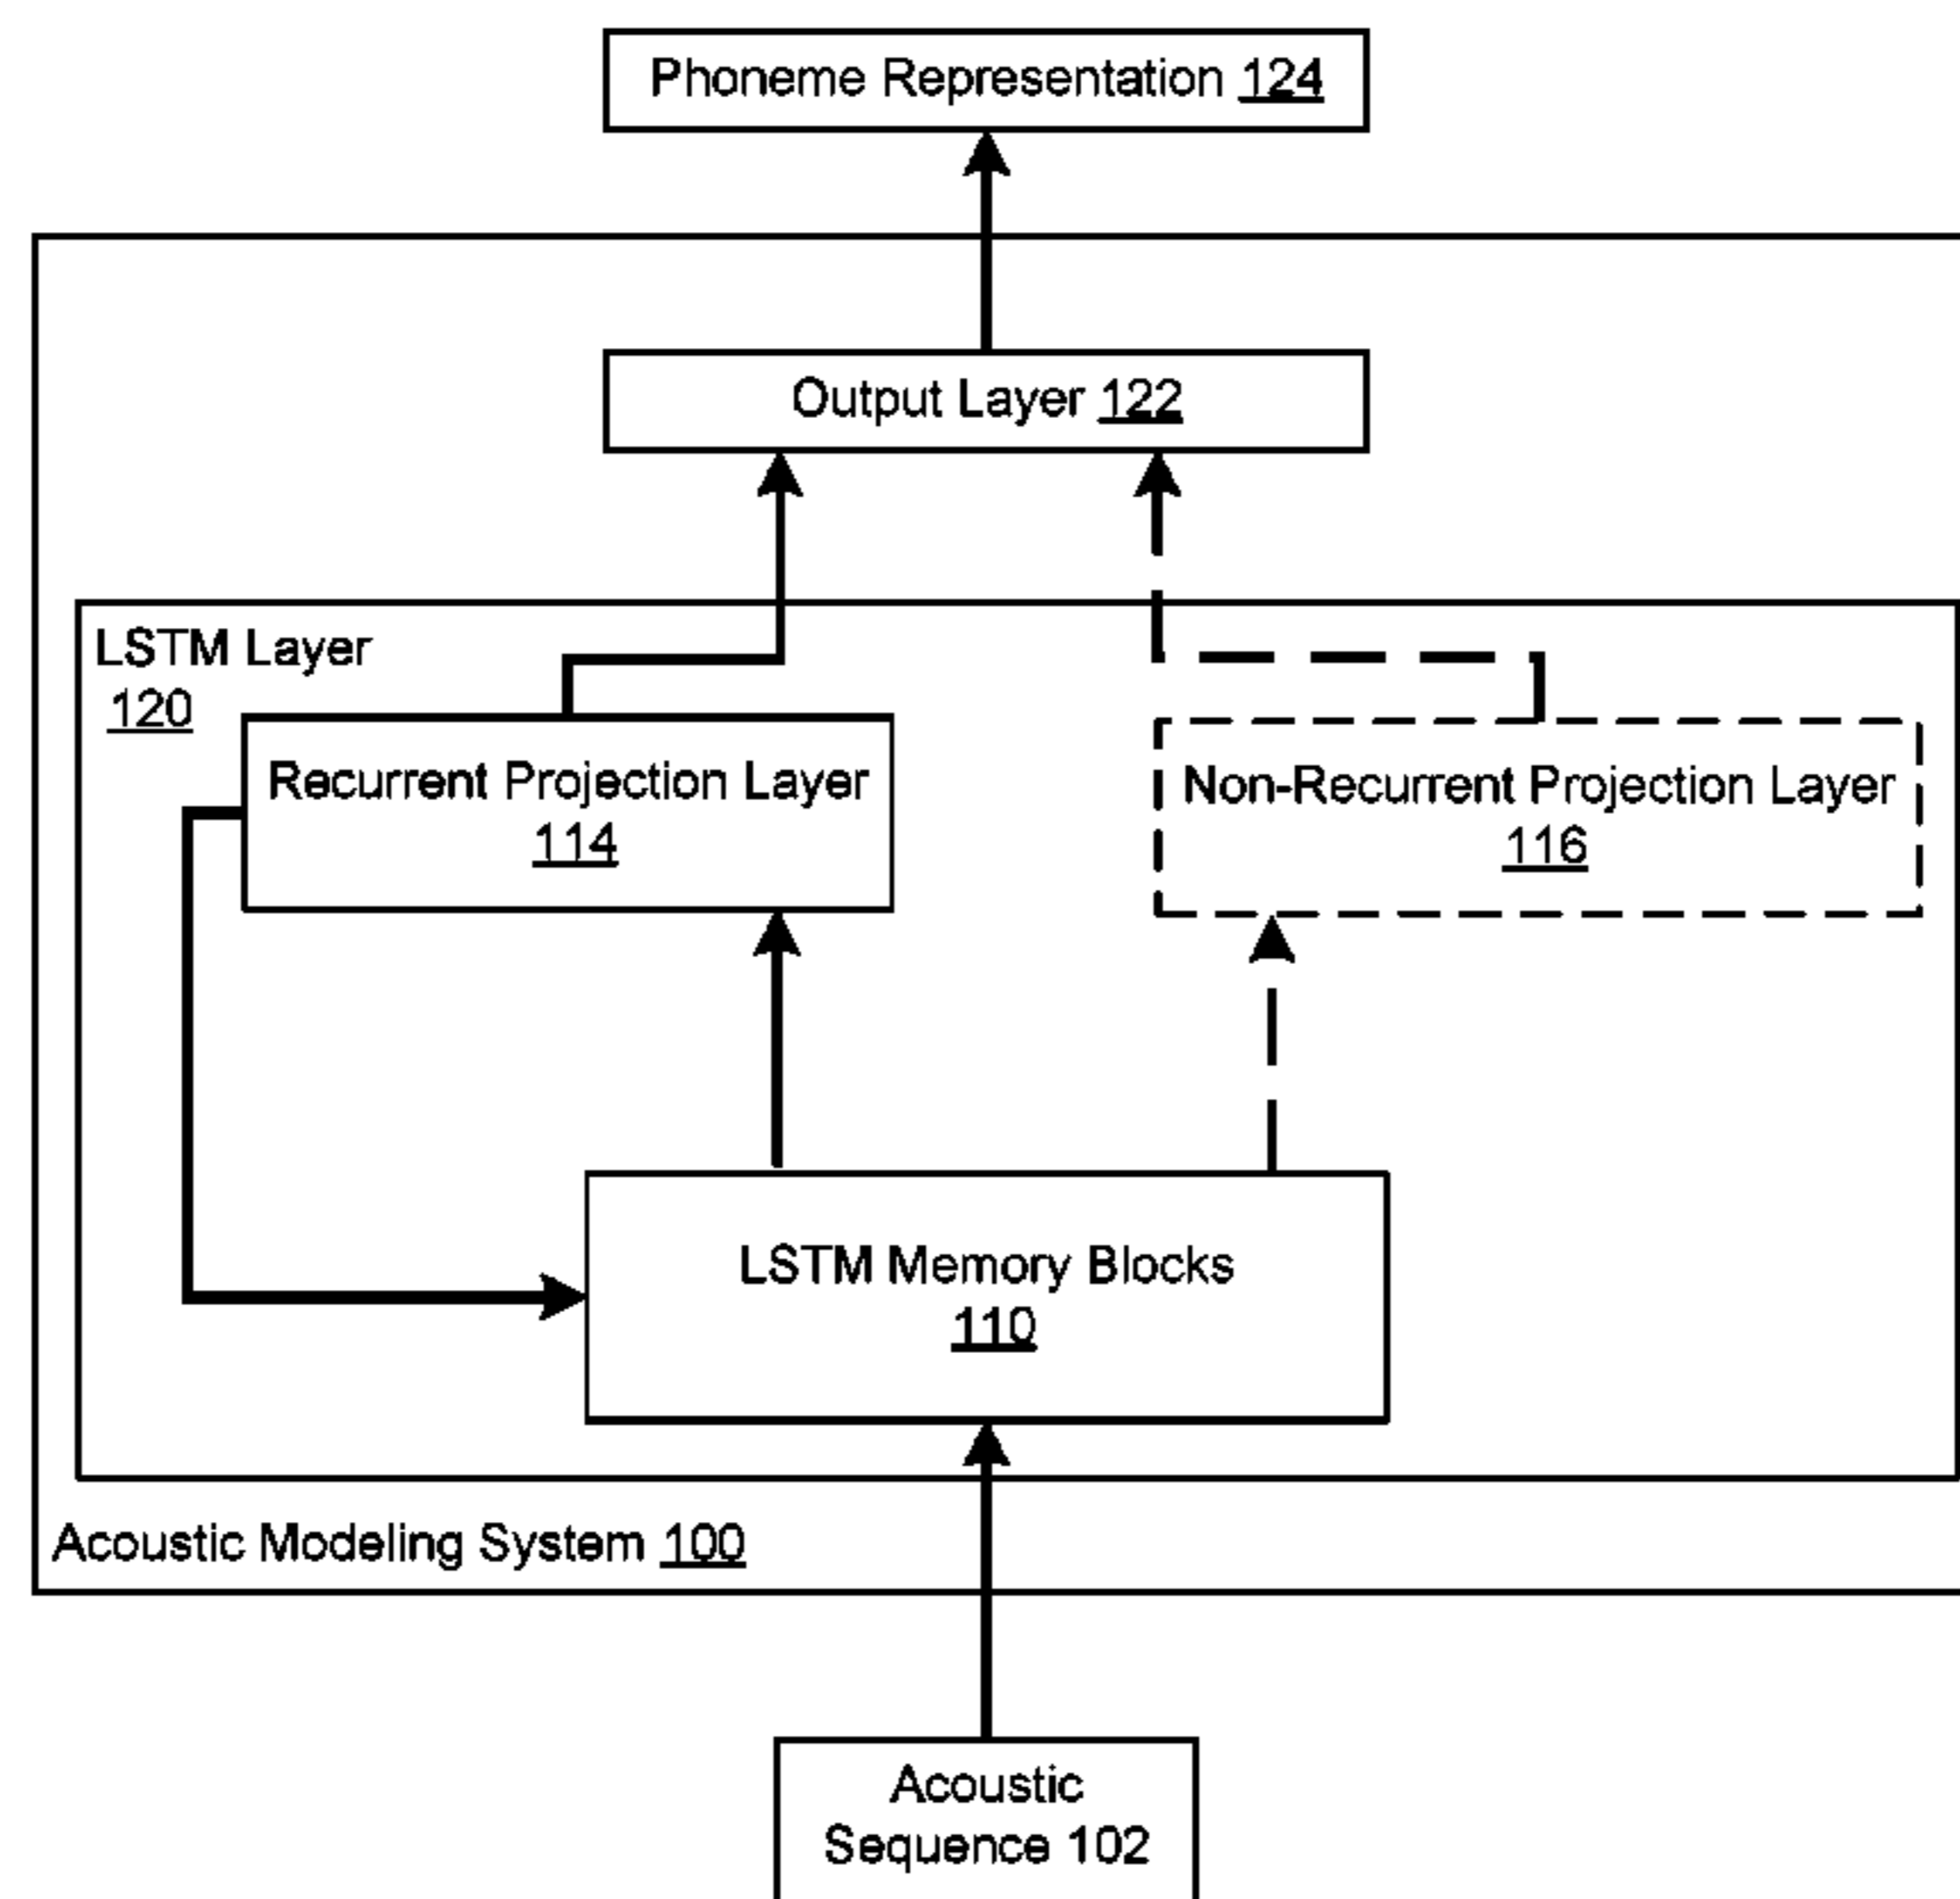 Phoneme Representation 124
Output Layer 122
LSTM Layer
120
Recurrent Projection Layer
114
Non-Recurrent Projection Layer
116
LSTM Memory Blocks
110
Acoustic Modeling System 100
Acoustic
Sequence 102